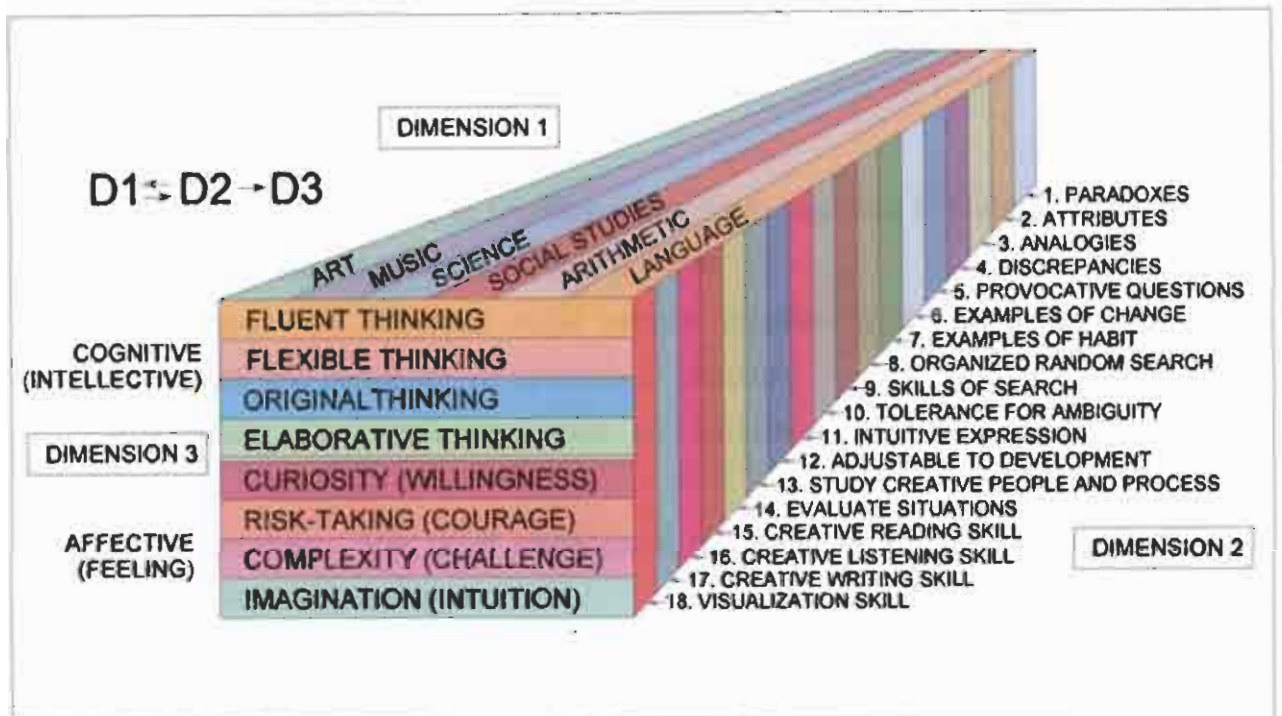 DIMENSION 1
D1 ⇆ D2 → D3
ART
MUSIC
SCIENCE
SOCIAL STUDIES
ARITHMETIC
LANGUAGE
COGNITIVE
(INTELLECTIVE)
DIMENSION 3
AFFECTIVE
(FEELING)
FLUENT THINKING
FLEXIBLE THINKING
ORIGINAL THINKING
ELABORATIVE THINKING
CURIOSITY (WILLINGNESS)
RISK-TAKING (COURAGE)
COMPLEXITY (CHALLENGE)
IMAGINATION (INTUITION)
1. PARADOXES
2. ATTRIBUTES
3. ANALOGIES
4. DISCREPANCIES
5. PROVOCATIVE QUESTIONS
6. EXAMPLES OF CHANGE
7. EXAMPLES OF HABIT
8. ORGANIZED RANDOM SEARCH
9. SKILLS OF SEARCH
10. TOLERANCE FOR AMBIGUITY
11. INTUITIVE EXPRESSION
12. ADJUSTABLE TO DEVELOPMENT
13. STUDY CREATIVE PEOPLE AND PROCESS
14. EVALUATE SITUATIONS
15. CREATIVE READING SKILL
16. CREATIVE LISTENING SKILL
17. CREATIVE WRITING SKILL
18. VISUALIZATION SKILL
DIMENSION 2